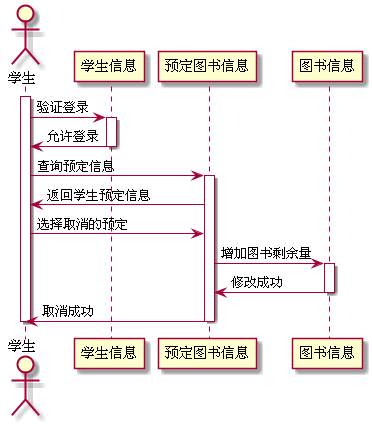 学生
学生信息
预定图书信息
图书信息
验证登录
允许登录
查询预定信息
返回学生预定信息
选择取消的预定
增加图书剩余量
修改成功
取消成功
学生
学生信息
预定图书信息
图书信息